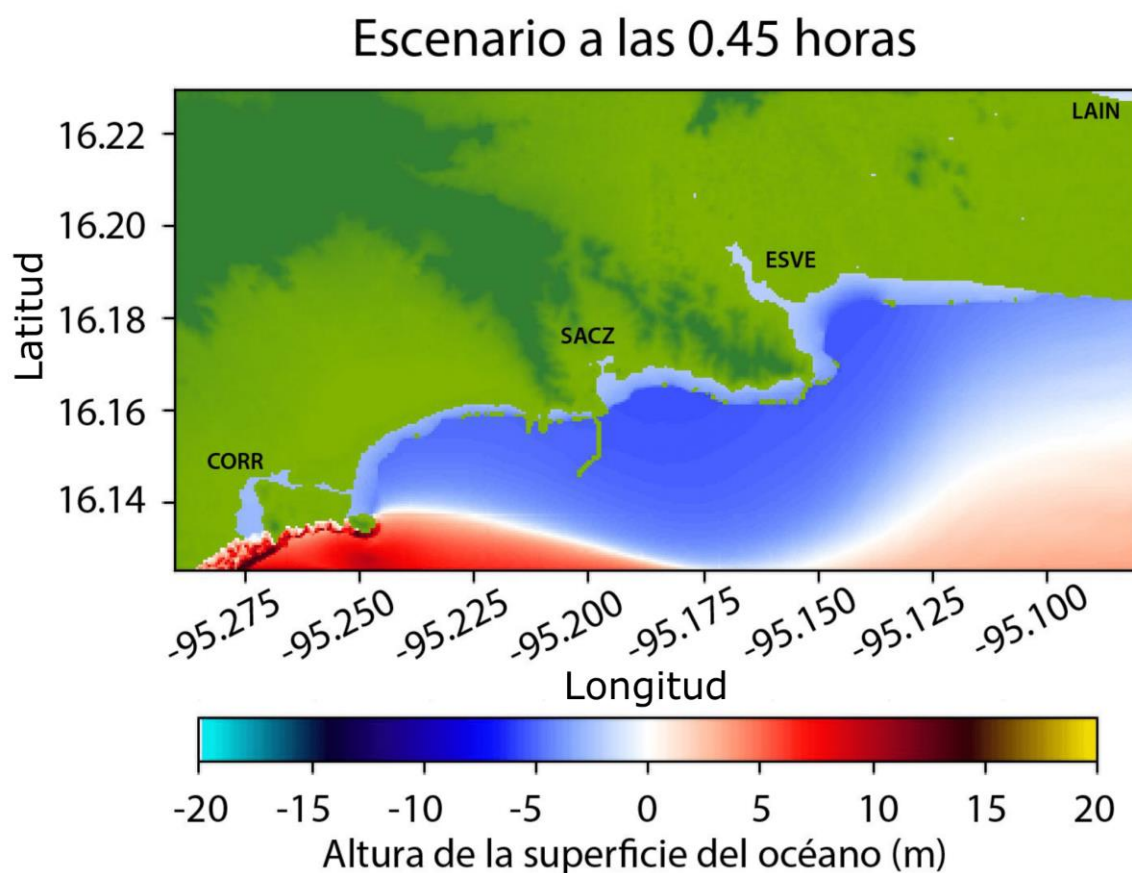 Escenario a las 0.45 horas
LAIN
16.22
16.20
ESVE
16.18
SACZ
16.16
CORR
16.14
Latitud
-95.275 -95.250 -95.225 -95.200 -95.175 -95.150 -95.125 -95.100
Longitud
-20 -15 -10 -5 0 5 10 15 20
Altura de la superficie del océano (m)